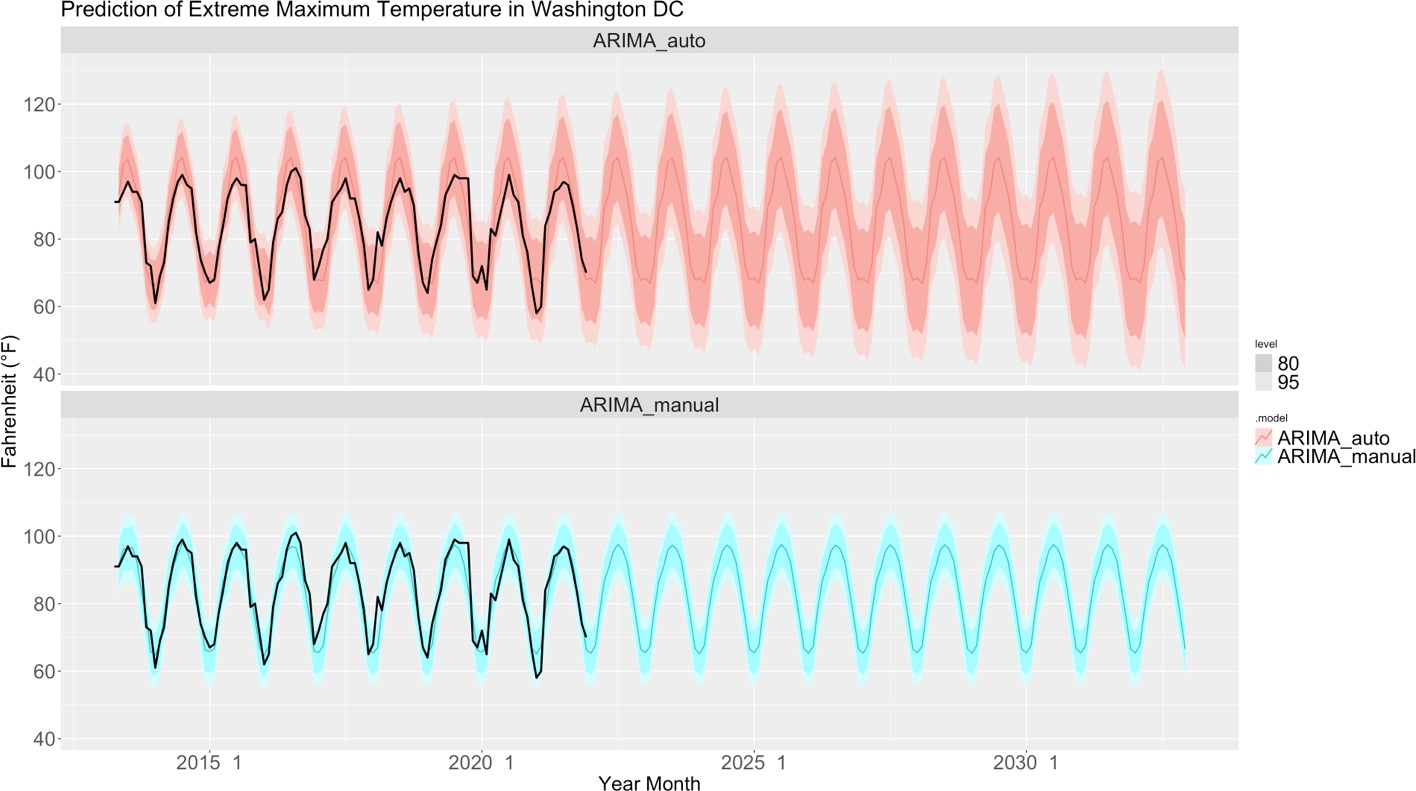 Prediction of Extreme Maximum Temperature in Washington DC
ARIMA_auto
120
100
80
60
40
ARIMA_manual
120
100
80
60
40
Fahrenheit (°F)
2015 1
2020 1
2025 1
2030 1
Year Month
level
80
95
.model
ARIMA_auto
ARIMA_manual